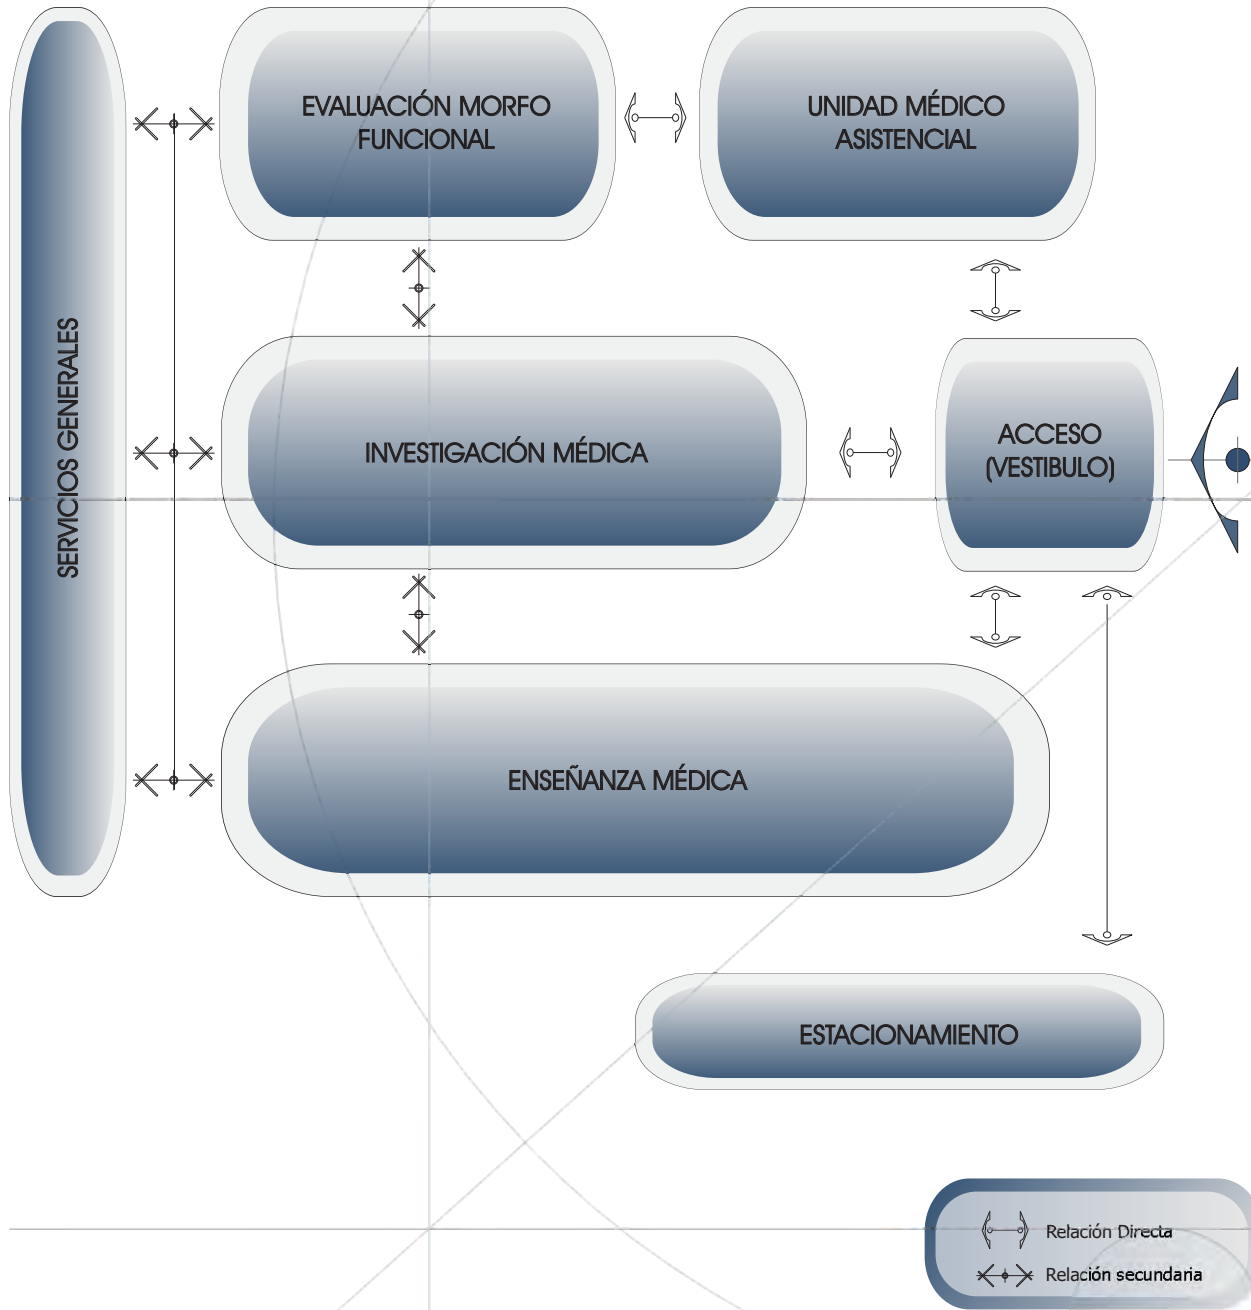 EVALUACIÓN MORFO
FUNCIONAL
UNIDAD MÉDICO
ASISTENCIAL
SERVICIOS GENERALES
INVESTIGACIÓN MÉDICA
ACCESO
(VESTIBULO)
ENSEÑANZA MÉDICA
ESTACIONAMIENTO
Relación Directa
Relación secundaria